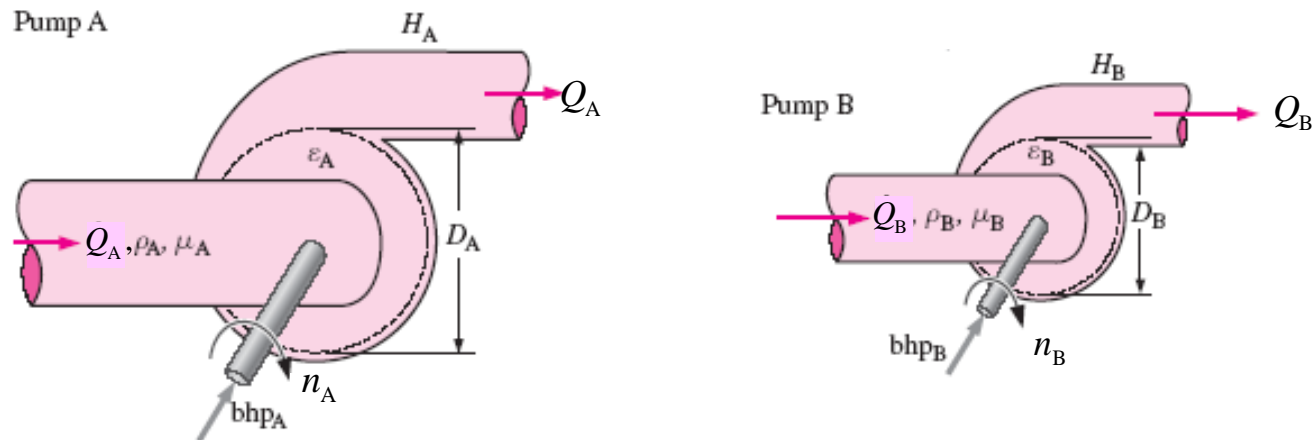 Pump A
H_A
Q_A
ε_A
Q_A, ρ_A, μ_A
D_A
n_A
bhp_A
Pump B
H_B
Q_B
ε_B
Q_B, ρ_B, μ_B
D_B
n_B
bhp_B